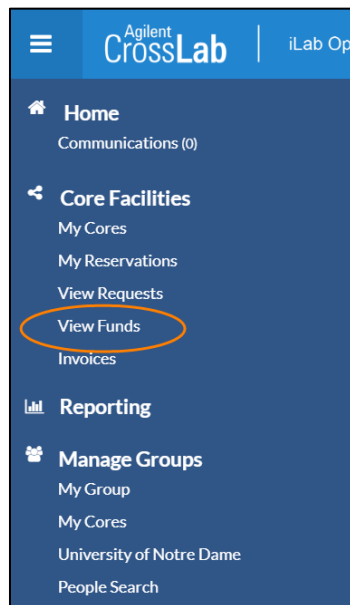 Agilent
CrossLab
iLab Op
Home
Communications (0)
Core Facilities
My Cores
My Reservations
View Requests
View Funds
Invoices
Reporting
Manage Groups
My Group
My Cores
University of Notre Dame
People Search